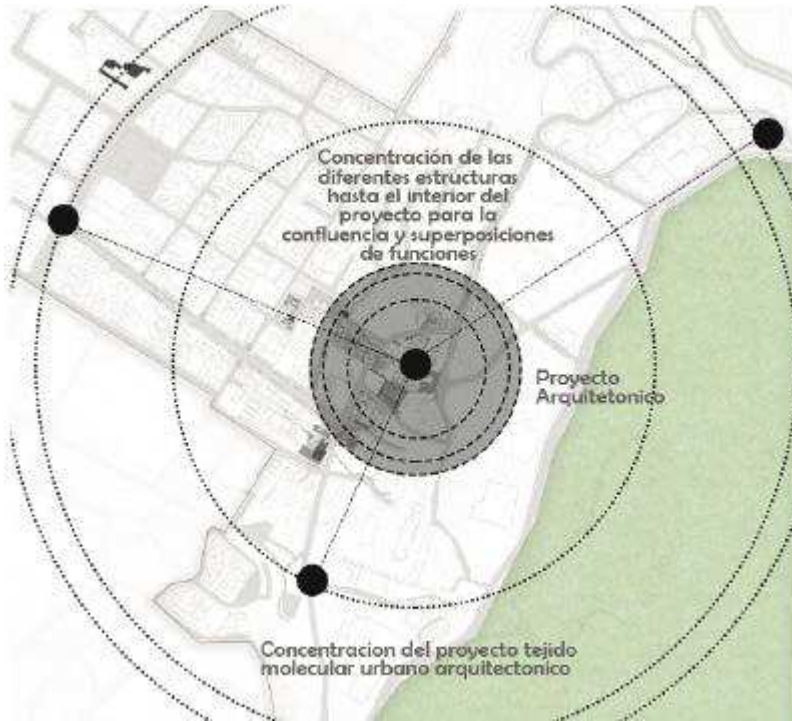 Concentración de las
diferentes estructuras
hasta el interior del
proyecto para la
confluencia y superposiciones
de funciones
Proyecto
Arquitetonico
Concentracion del proyecto tejido
molecular urbano arquitectonico